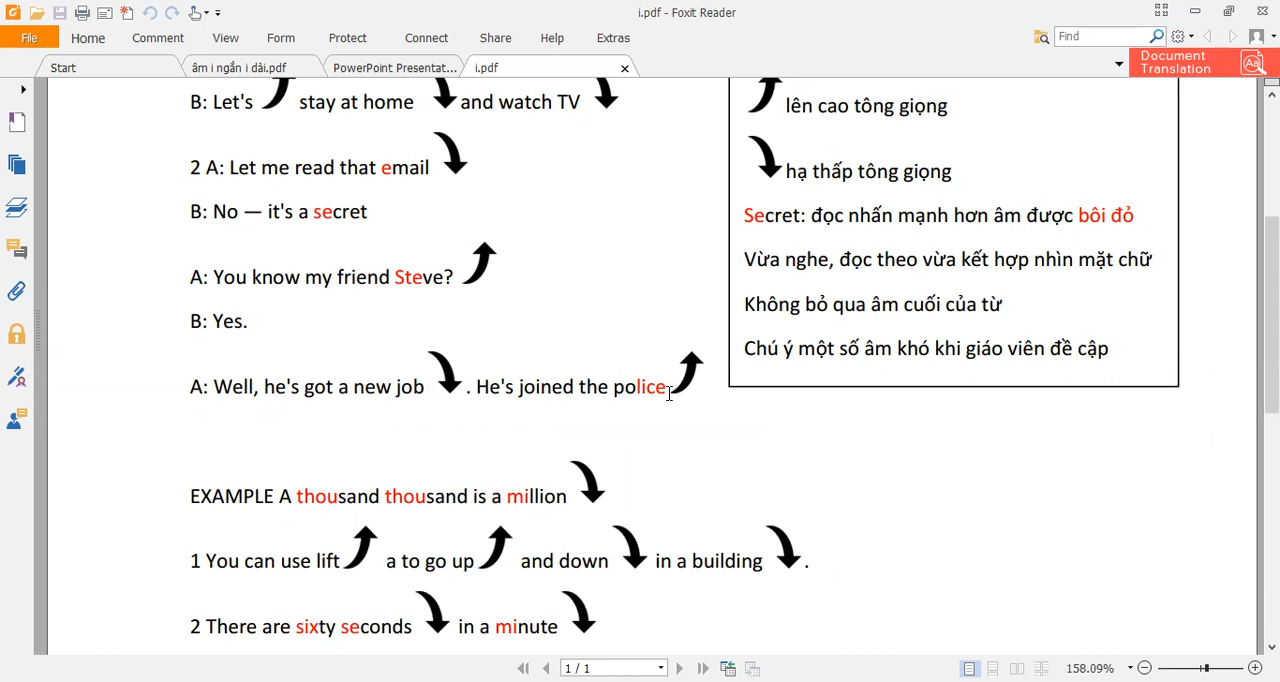 i.pdf - Foxit Reader
File Home Comment View Form Protect Connect Share Help Extras
Find
Start
âm i ngắn i dài.pdf
PowerPoint Presentat...
i.pdf
Document Translation
B: Let's stay at home and watch TV
2 A: Let me read that email
B: No — it's a secret
A: You know my friend Steve?
B: Yes.
A: Well, he's got a new job . He's joined the police
lên cao tông giọng
hạ thấp tông giọng
Secret: đọc nhấn mạnh hơn âm được bôi đỏ
Vừa nghe, đọc theo vừa kết hợp nhìn mặt chữ
Không bỏ qua âm cuối của từ
Chú ý một số âm khó khi giáo viên đề cập
EXAMPLE A thousand thousand is a million
1 You can use lift a to go up and down in a building .
2 There are sixty seconds in a minute
1 / 1
158.09%